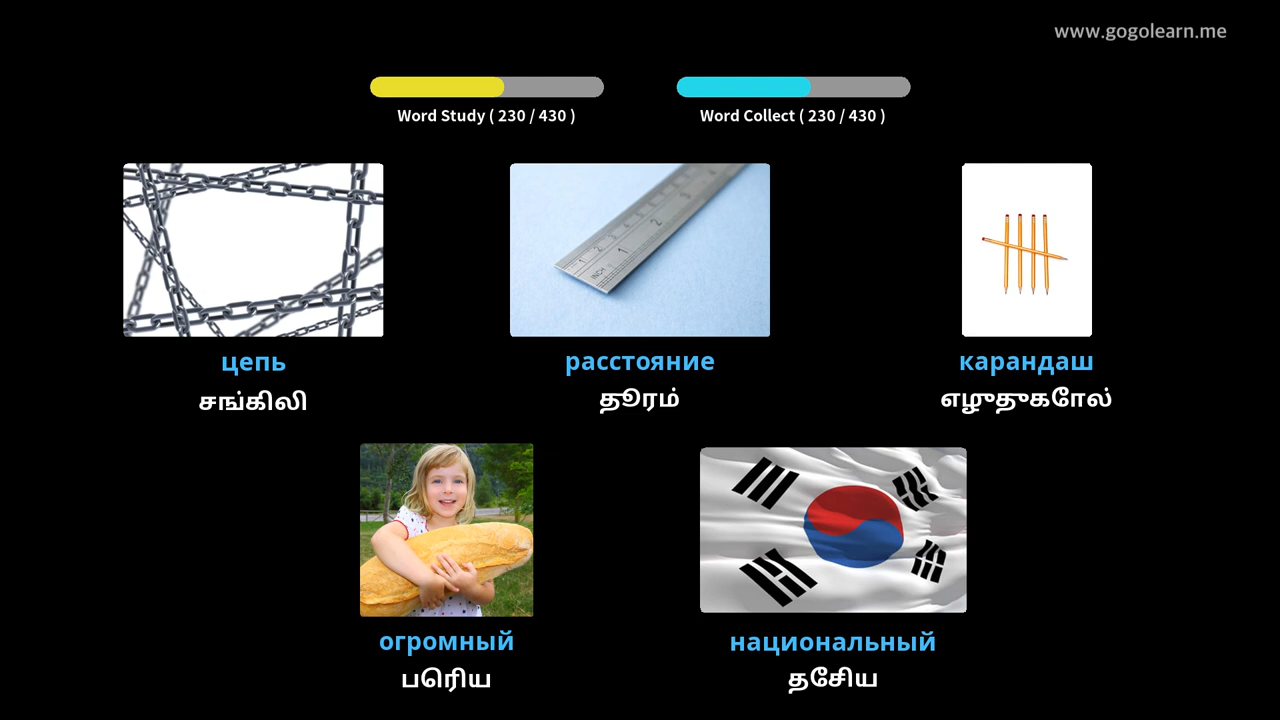 www.gogolearn.me
Word Study ( 230 / 430 )
Word Collect ( 230 / 430 )
цепь
சங்கிலி
расстояние
தூரம்
карандаш
எழுதுகோல்
огромный
பெரிய
национальный
தேசிய